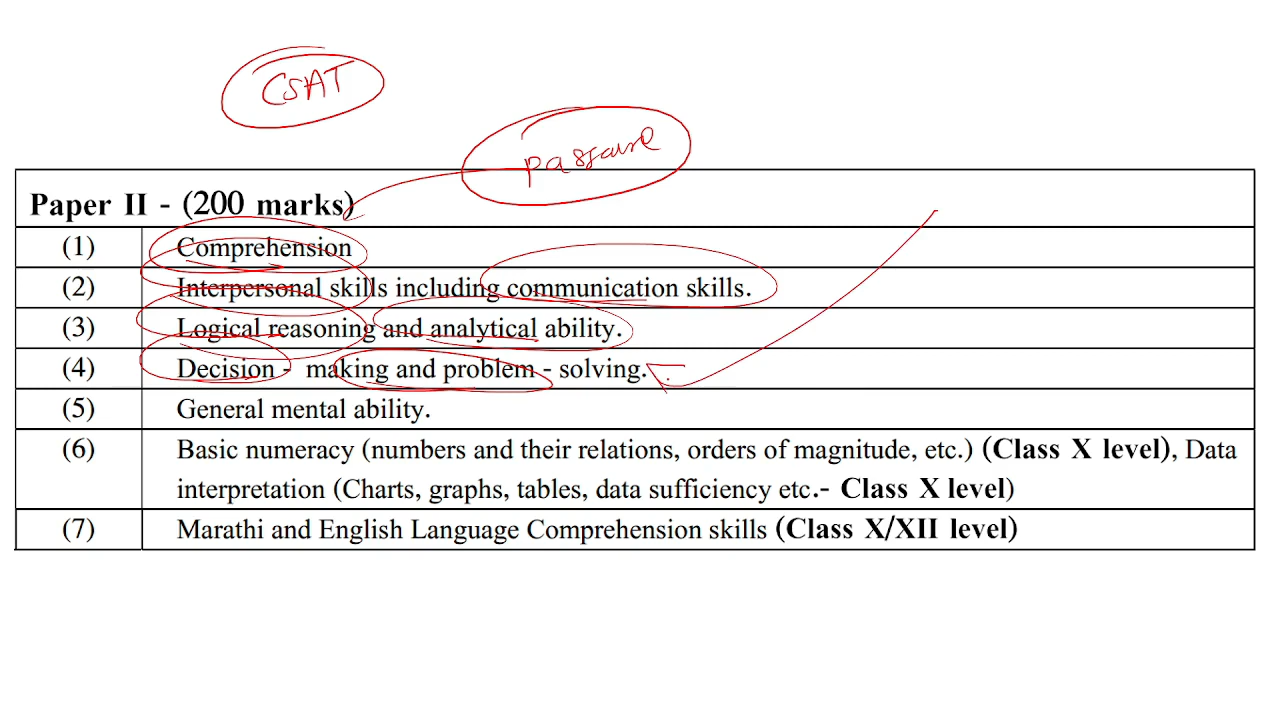 CSAT
Paper II - (200 marks)
(1) Comprehension
(2) Interpersonal skills including communication skills.
(3) Logical reasoning and analytical ability.
(4) Decision - making and problem - solving.
(5) General mental ability.
(6) Basic numeracy (numbers and their relations, orders of magnitude, etc.) (Class X level), Data
interpretation (Charts, graphs, tables, data sufficiency etc.- Class X level)
(7) Marathi and English Language Comprehension skills (Class X/XII level)